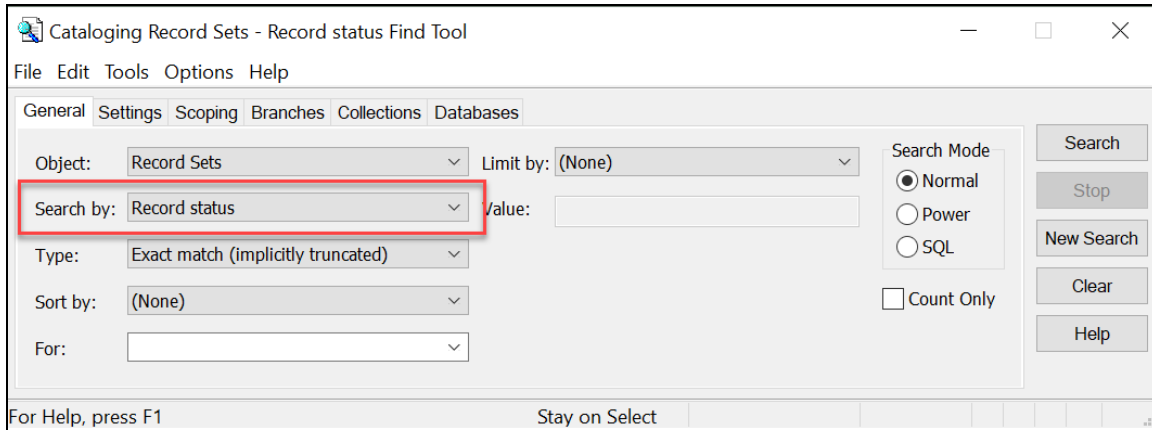 Cataloging Record Sets - Record status Find Tool
File Edit Tools Options Help
General Settings Scoping Branches Collections Databases
Object: Record Sets Limit by: (None) Search Mode Search
Normal
Search by: Record status Value: Power Stop
Type: Exact match (implicitly truncated) SQL New Search
Sort by: (None) Count Only Clear
For: Help
For Help, press F1 Stay on Select